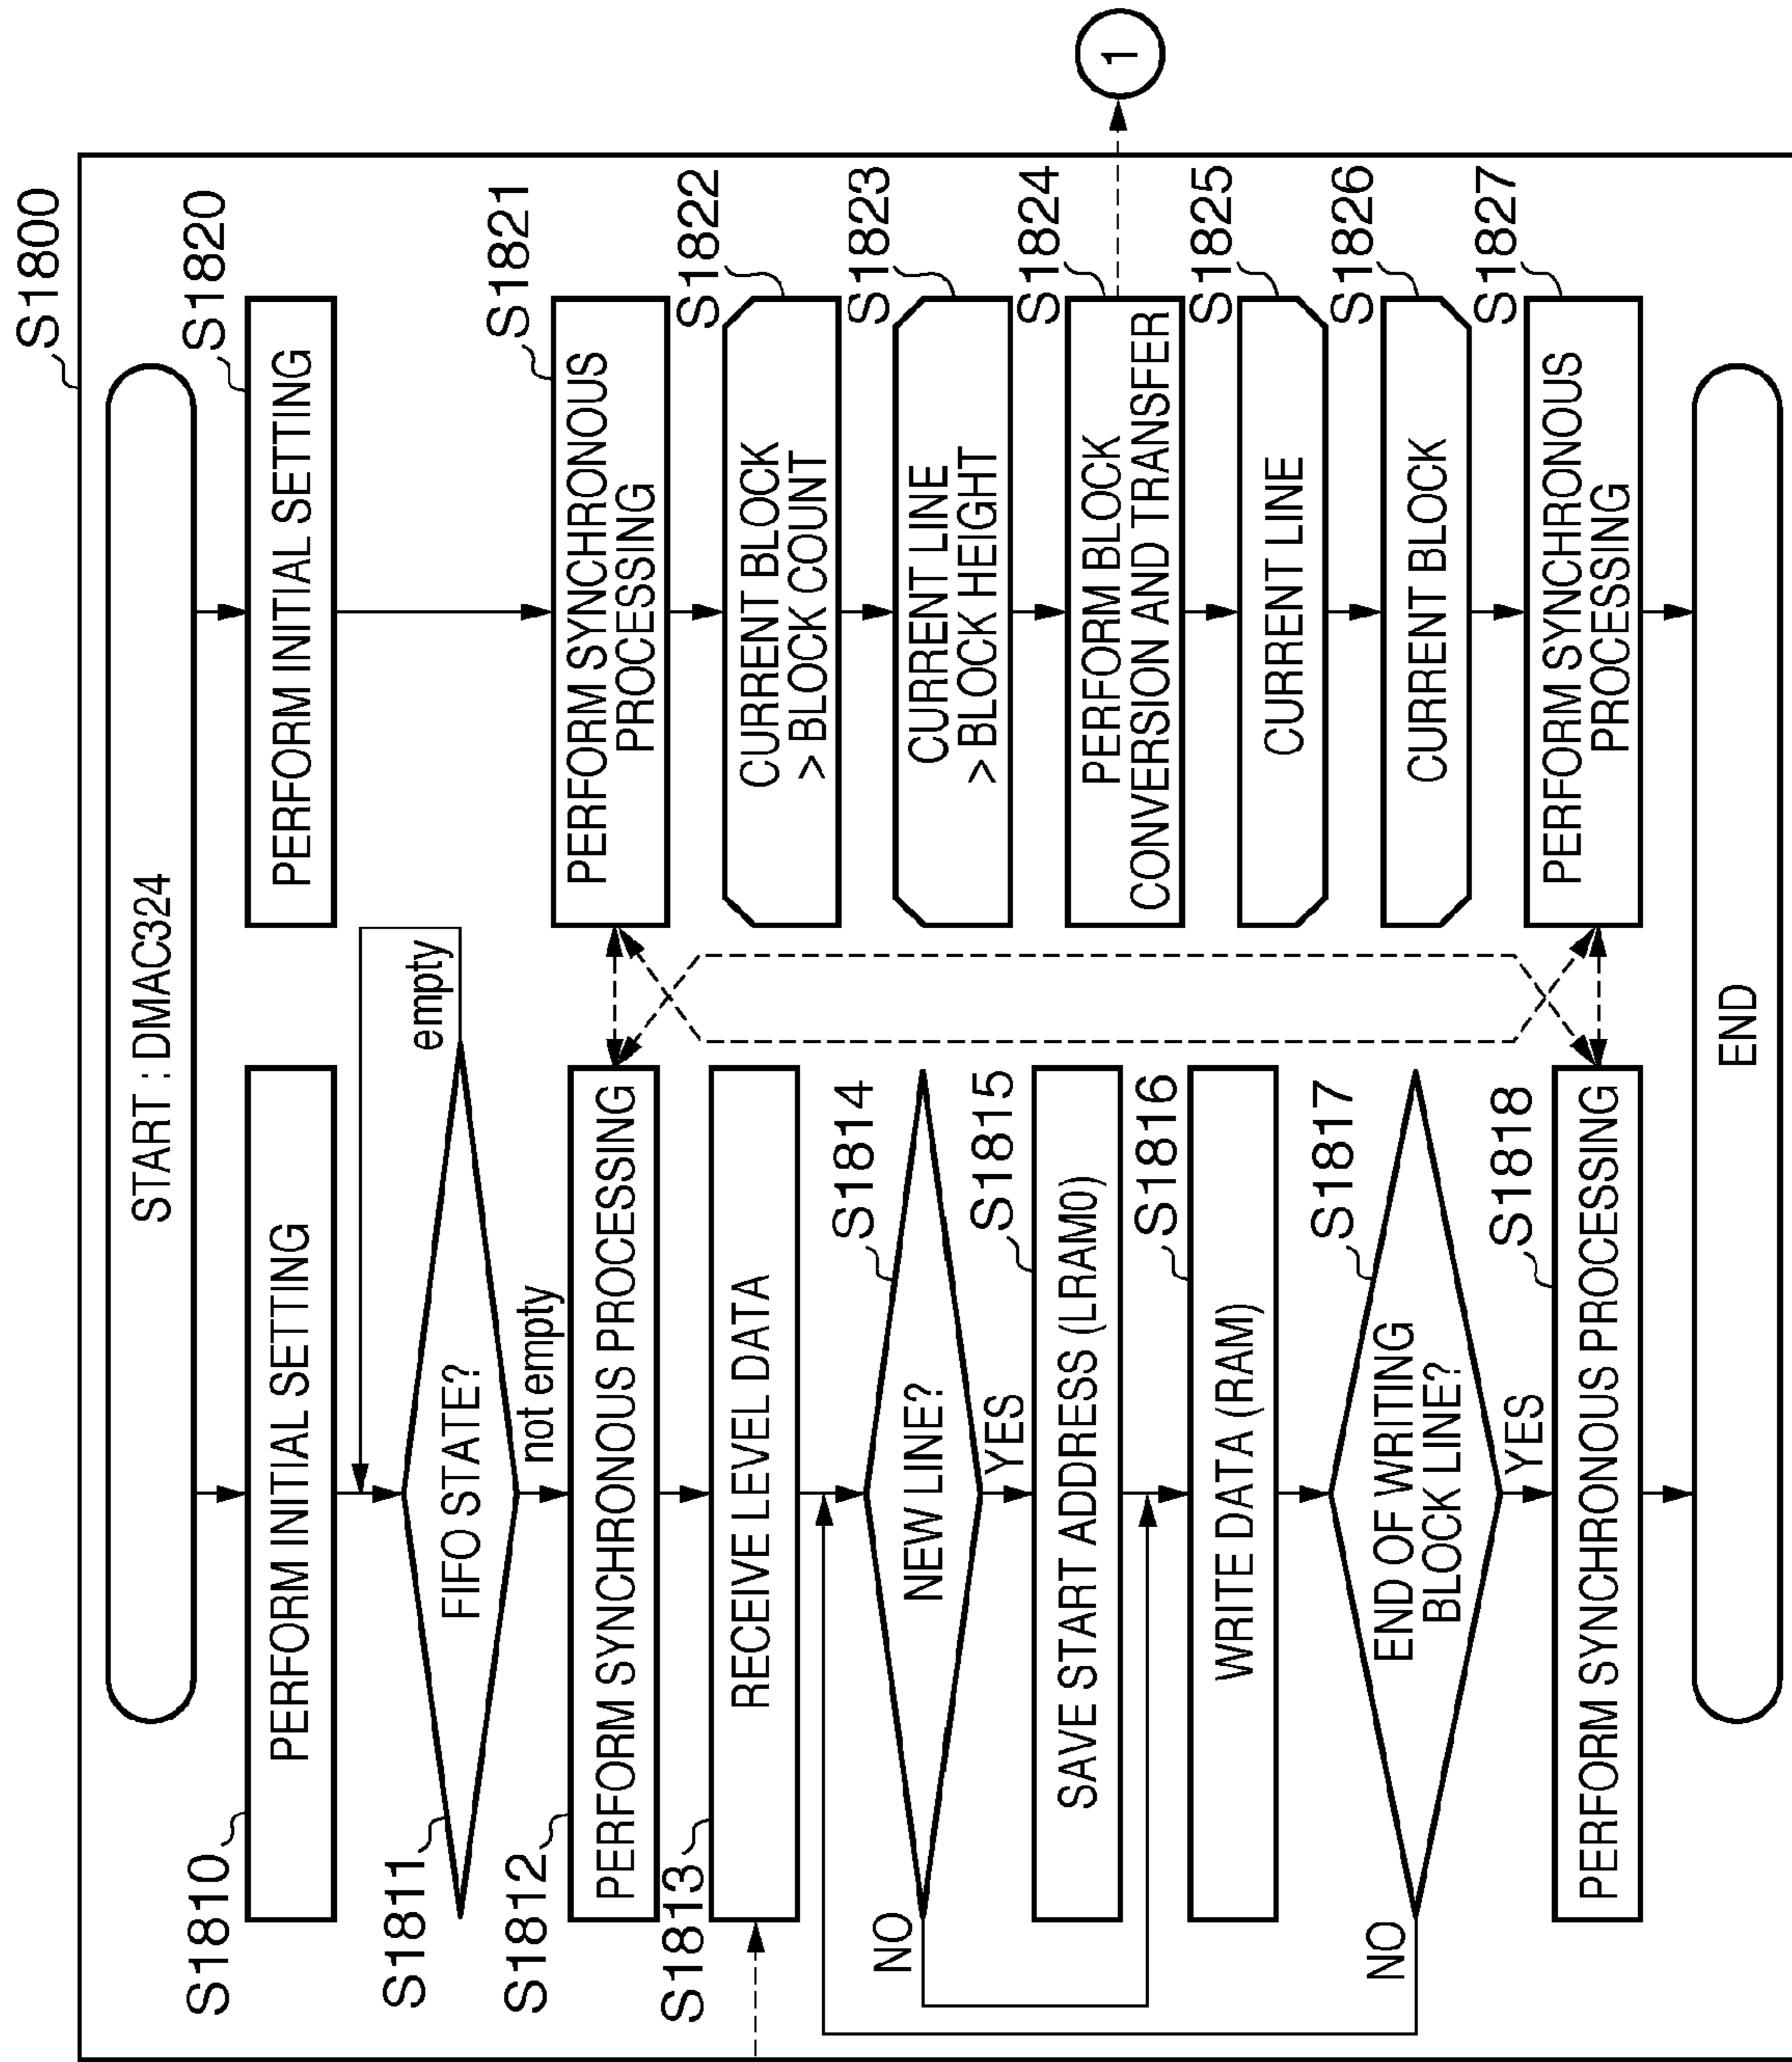 S1800
START : DMAC324
S1810
PERFORM INITIAL SETTING
S1811
FIFO STATE?
empty
not empty
S1812
PERFORM SYNCHRONOUS PROCESSING
S1813
RECEIVE LEVEL DATA
S1814
NEW LINE?
NO
YES
S1815
SAVE START ADDRESS (LRAM0)
S1816
WRITE DATA (RAM)
S1817
END OF WRITING
BLOCK LINE?
NO
YES
S1818
PERFORM SYNCHRONOUS PROCESSING
S1820
PERFORM INITIAL SETTING
S1821
PERFORM SYNCHRONOUS
PROCESSING
S1822
CURRENT BLOCK
> BLOCK COUNT
S1823
CURRENT LINE
> BLOCK HEIGHT
S1824
PERFORM BLOCK
CONVERSION AND TRANSFER
1
S1825
CURRENT LINE
S1826
CURRENT BLOCK
S1827
PERFORM SYNCHRONOUS
PROCESSING
END